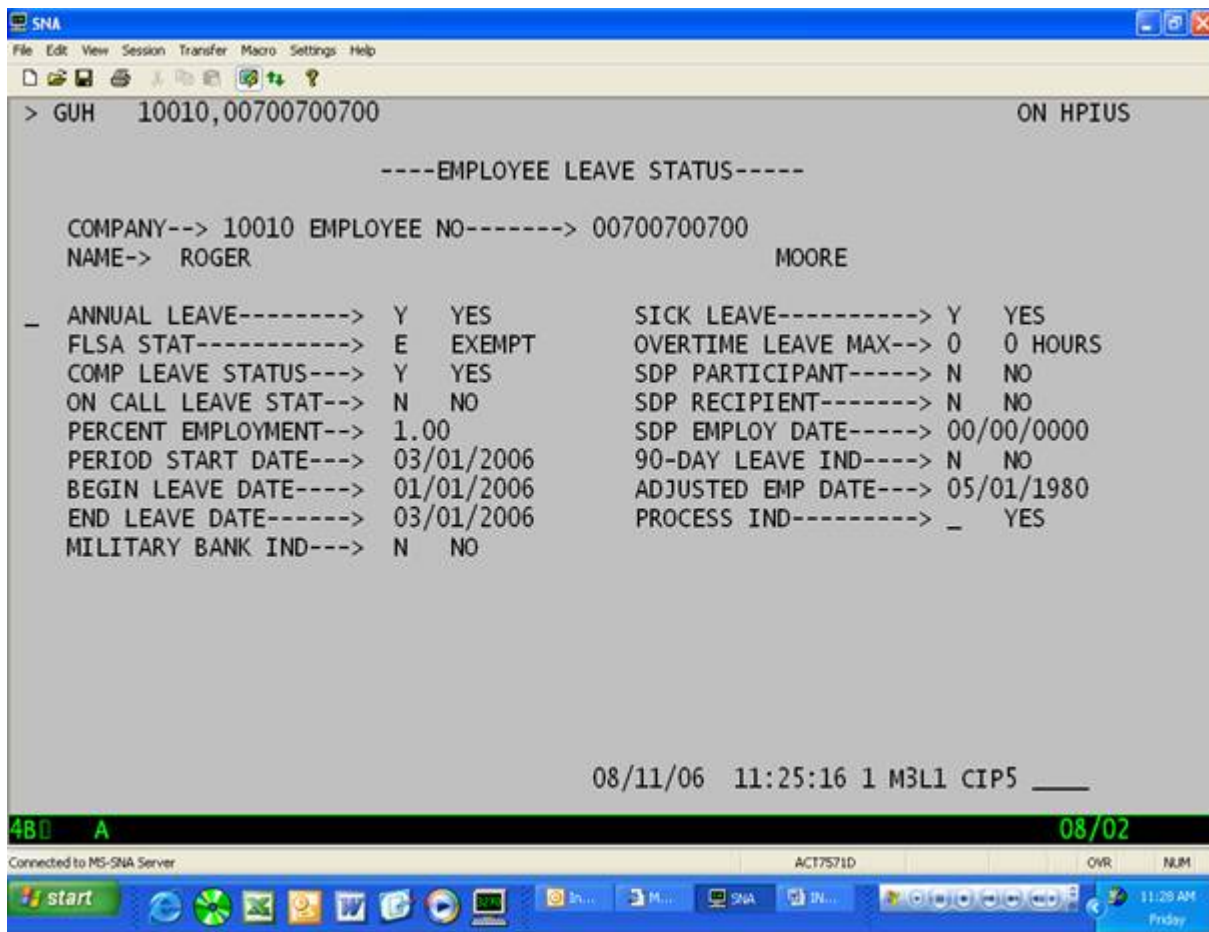 SNA
File Edit View Session Transfer Macro Settings Help
> GUH 10010,00700700700 ON HPIUS
----EMPLOYEE LEAVE STATUS-----
COMPANY--> 10010 EMPLOYEE NO-------> 00700700700
NAME-> ROGER MOORE
_ ANNUAL LEAVE--------> Y YES SICK LEAVE-----------> Y YES
FLSA STAT-----------> E EXEMPT OVERTIME LEAVE MAX--> 0 0 HOURS
COMP LEAVE STATUS---> Y YES SDP PARTICIPANT-----> N NO
ON CALL LEAVE STAT--> N NO SDP RECIPIENT-------> N NO
PERCENT EMPLOYMENT--> 1.00 SDP EMPLOY DATE-----> 00/00/0000
PERIOD START DATE---> 03/01/2006 90-DAY LEAVE IND----> N NO
BEGIN LEAVE DATE----> 01/01/2006 ADJUSTED EMP DATE---> 05/01/1980
END LEAVE DATE------> 03/01/2006 PROCESS IND----------> _ YES
MILITARY BANK IND---> N NO
08/11/06 11:25:16 1 M3L1 CIP5 ____
4B A 08/02
Connected to MS-SNA Server ACT7571D OVR NUM
start In... M... SNA IN... 11:28 AM
Friday